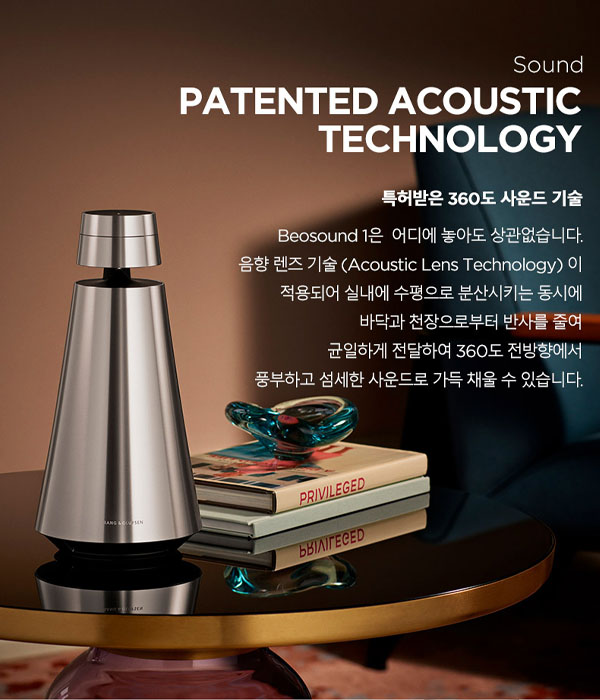 Sound
PATENTED ACOUSTIC
TECHNOLOGY
특허받은 360도 사운드 기술
Beosound 1은 어디에 놓아도 상관없습니다.
음향 렌즈 기술 (Acoustic Lens Technology) 이
적용되어 실내에 수평으로 분산시키는 동시에
바닥과 천장으로부터 반사를 줄여
균일하게 전달하여 360도 전방향에서
풍부하고 섬세한 사운드로 가득 채울 수 있습니다.
PRIVILEGED
BANG & OLUFSEN